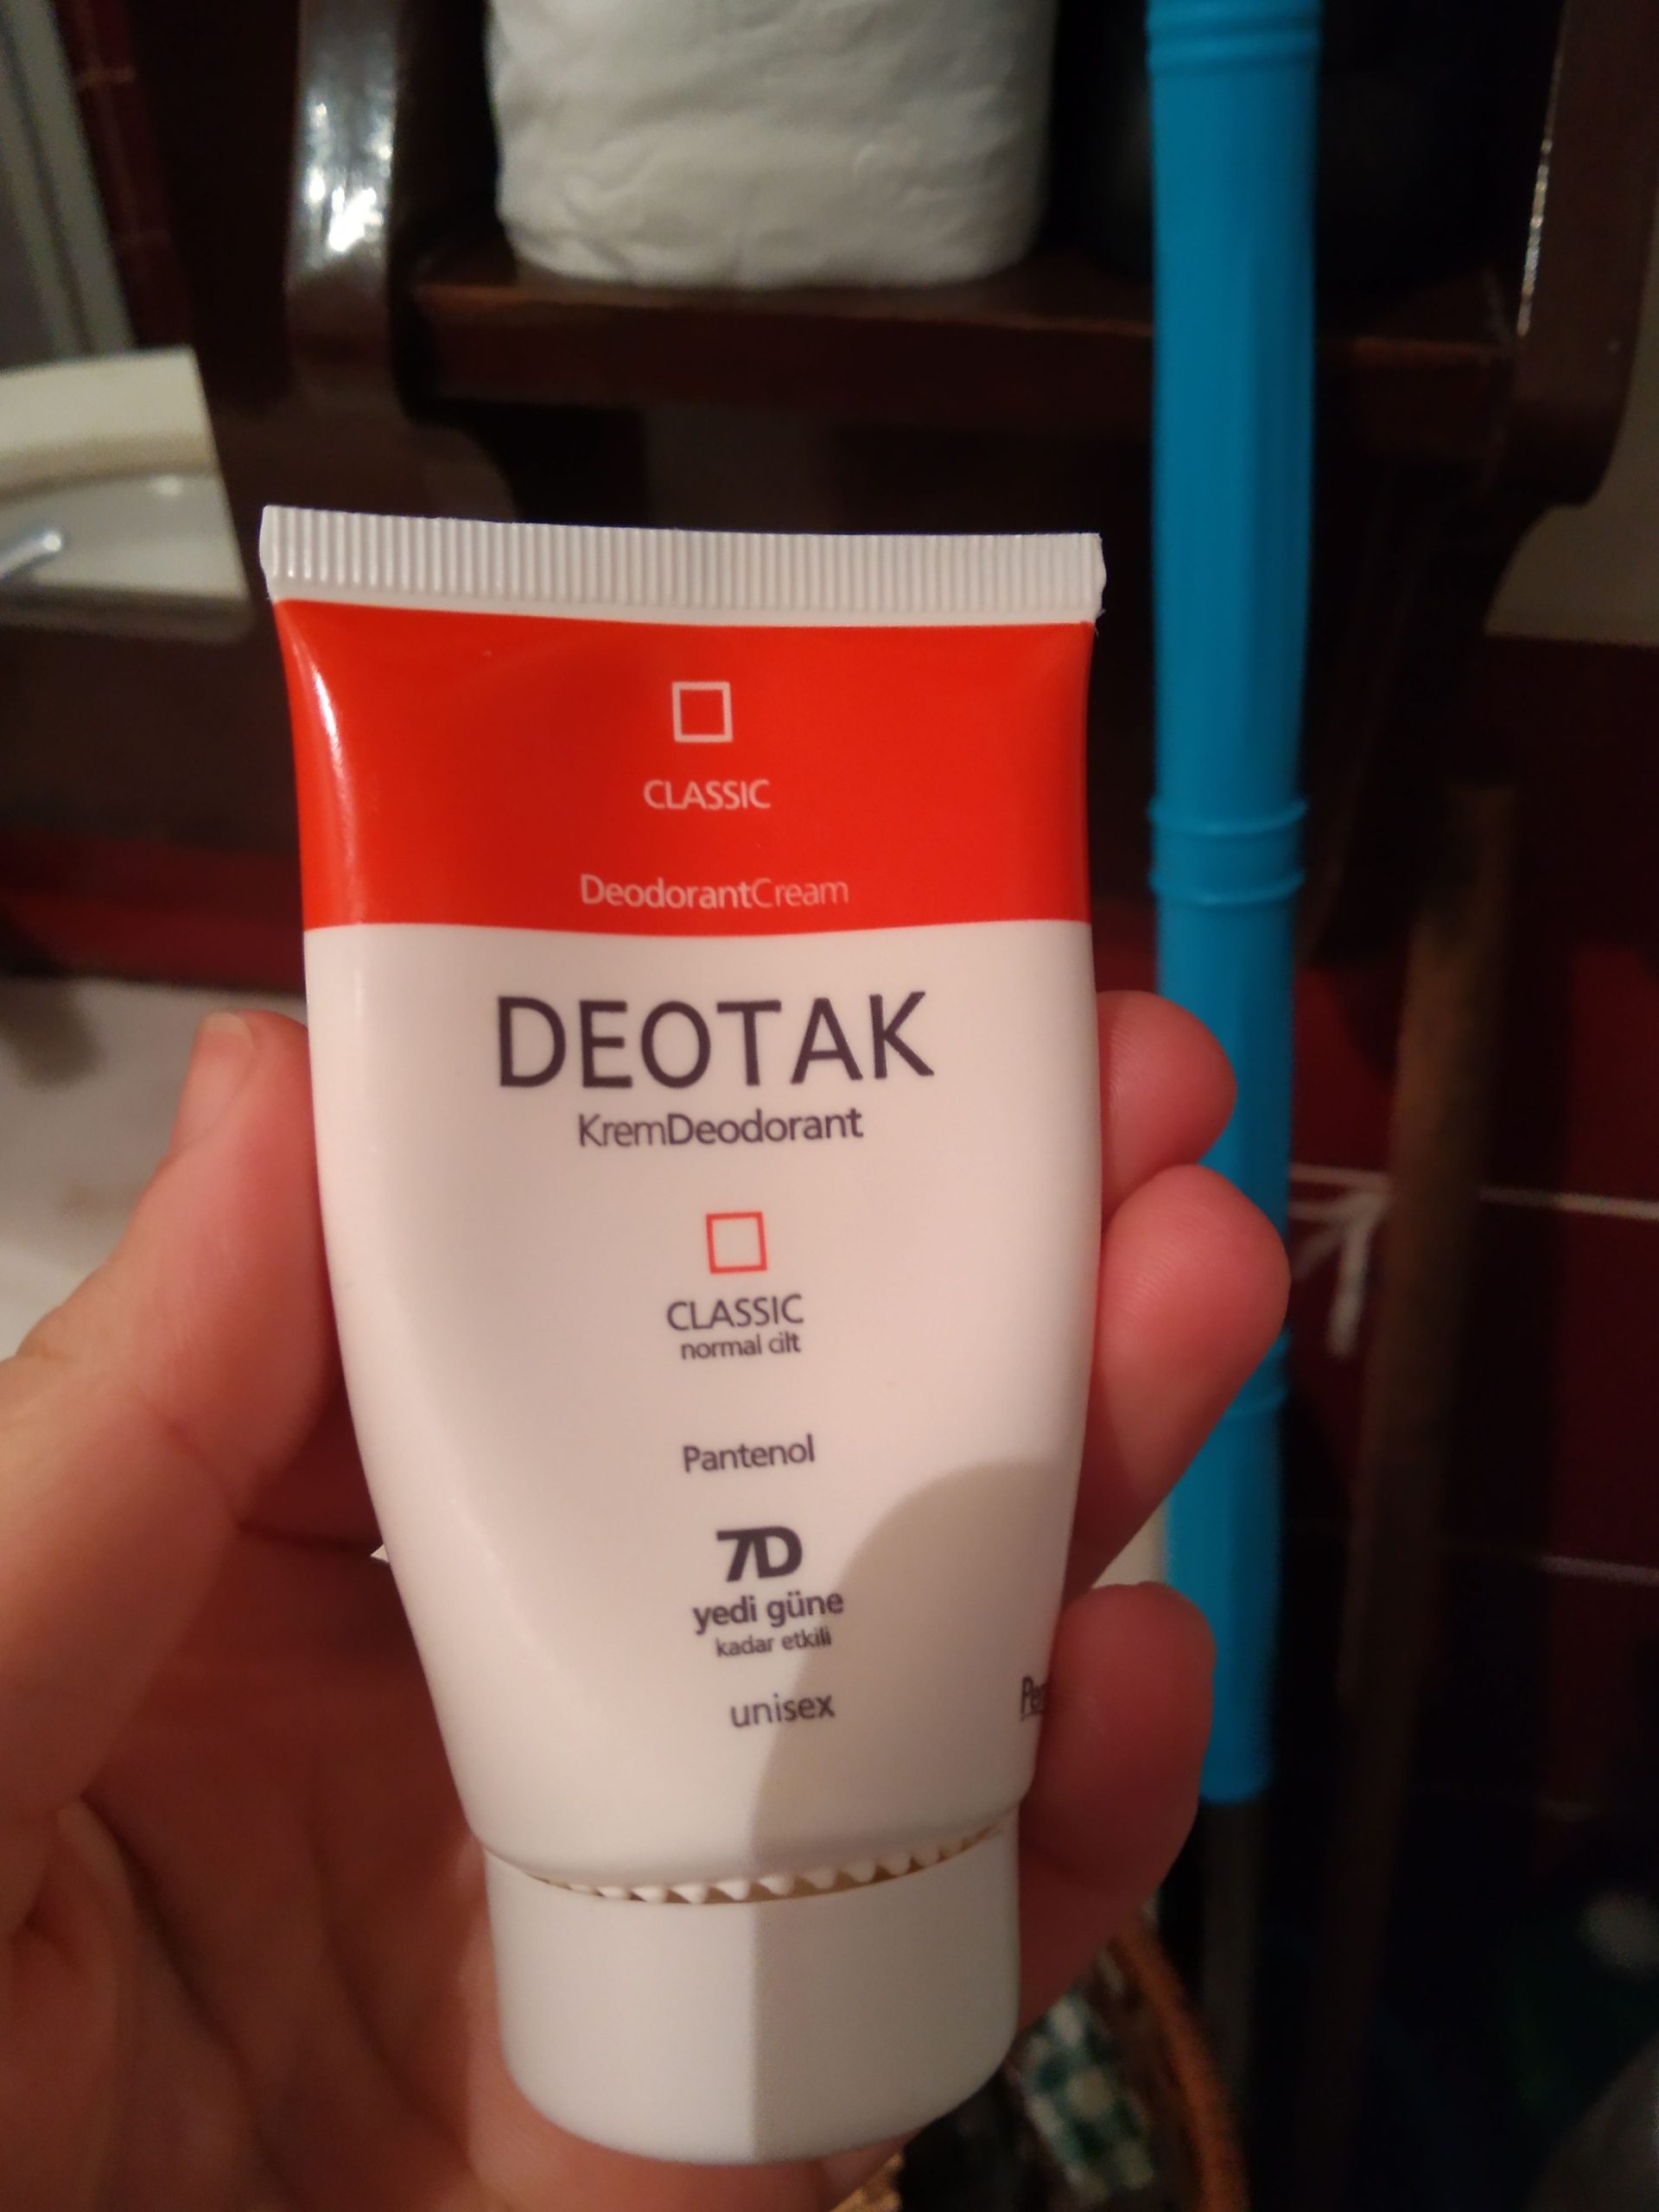 CLASSIC
DeodorantCream
DEOTAK
KremDeodorant
CLASSIC
normal cilt
Pantenol
7D
yedi güne
kadar etkili
unisex